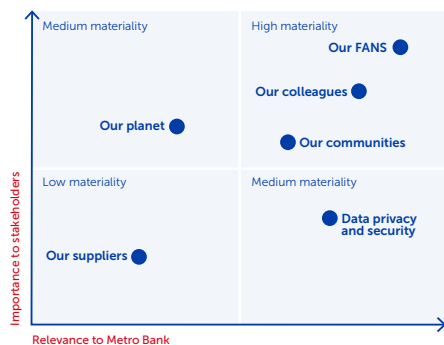 Medium materiality
High materiality
Our FANS
Our colleagues
Our planet
Our communities
Low materiality
Medium materiality
Data privacy
and security
Our suppliers
Importance to stakeholders
Relevance to Metro Bank